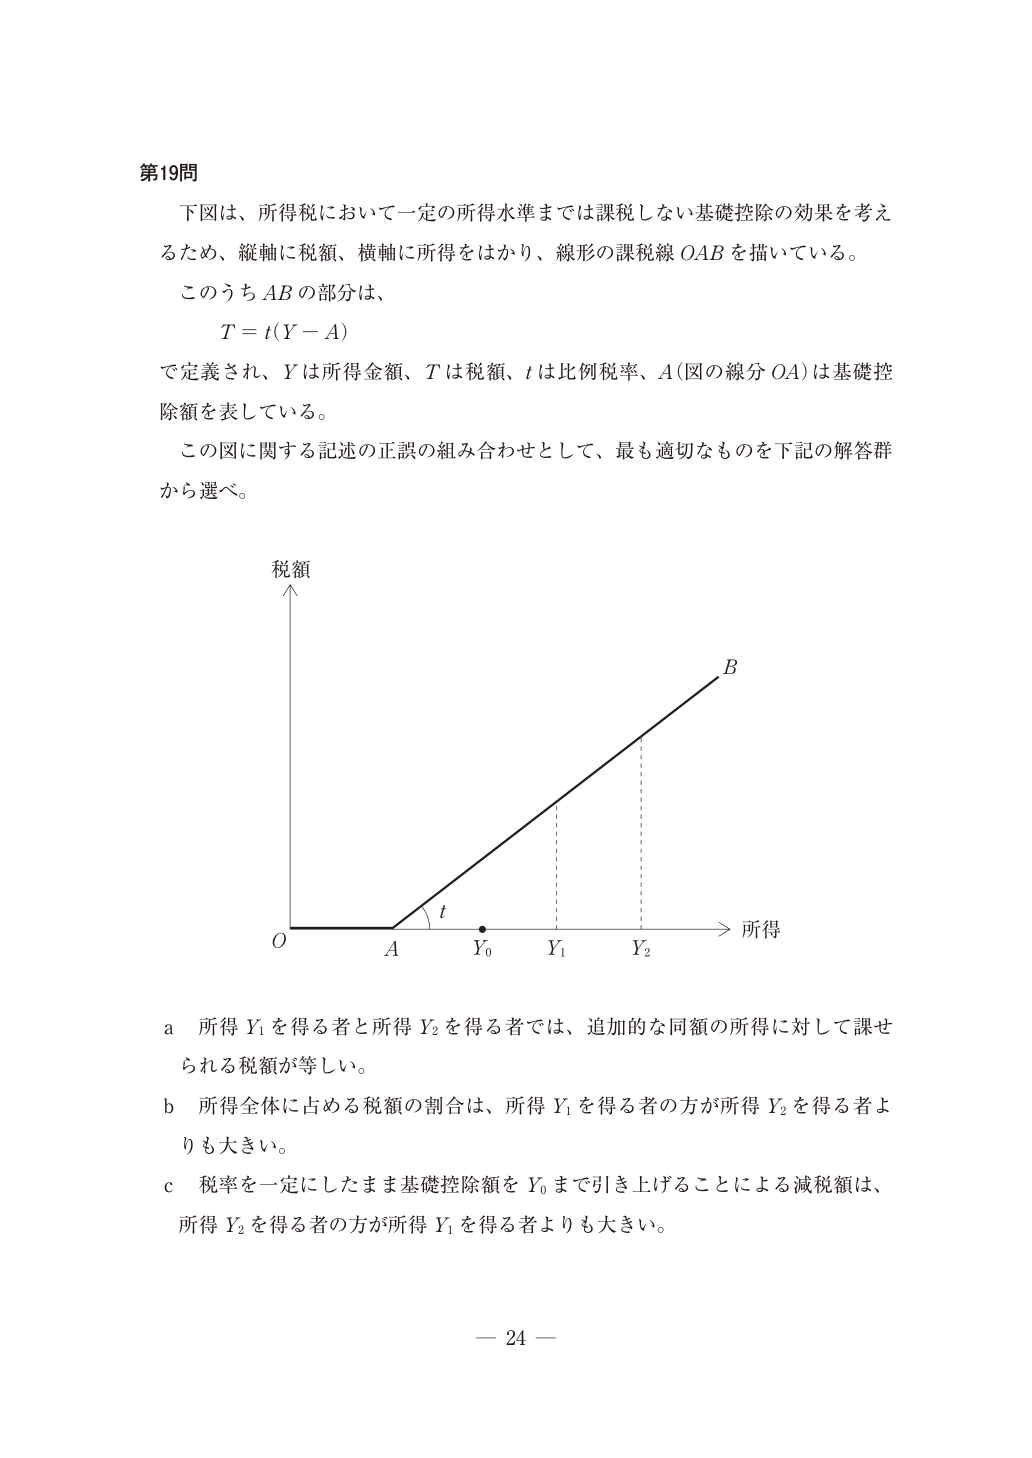 第19問
下図は、所得税において一定の所得水準までは課税しない基礎控除の効果を考え
るため、縦軸に税額、横軸に所得をはかり、線形の課税線 OAB を描いている。
このうち AB の部分は、
T = t(Y − A)
で定義され、Y は所得金額、T は税額、t は比例税率、A(図の線分 OA)は基礎控
除額を表している。
この図に関する記述の正誤の組み合わせとして、最も適切なものを下記の解答群
から選べ。
税額
B
t
O
A
Y₀
Y₁
Y₂
所得
a 所得 Y₁ を得る者と所得 Y₂ を得る者では、追加的な同額の所得に対して課せ
られる税額が等しい。
b 所得全体に占める税額の割合は、所得 Y₁ を得る者の方が所得 Y₂ を得る者よ
りも大きい。
c 税率を一定にしたまま基礎控除額を Y₀ まで引き上げることによる減税額は、
所得 Y₂ を得る者の方が所得 Y₁ を得る者よりも大きい。
— 24 —